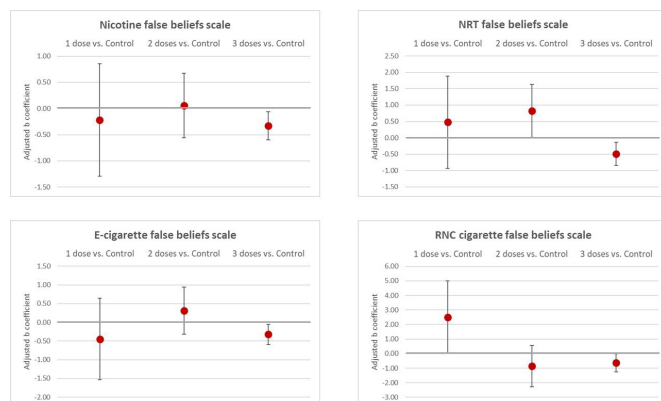 Nicotine false beliefs scale
1 dose vs. Control 2 doses vs. Control 3 doses vs. Control
Adjusted b coefficient
1.00
0.50
0.00
-0.50
-1.00
-1.50
NRT false beliefs scale
1 dose vs. Control 2 doses vs. Control 3 doses vs. Control
Adjusted b coefficient
2.50
2.00
1.50
1.00
0.50
0.00
-0.50
-1.00
-1.50
E-cigarette false beliefs scale
1 dose vs. Control 2 doses vs. Control 3 doses vs. Control
Adjusted b coefficient
1.50
1.00
0.50
0.00
-0.50
-1.00
-1.50
-2.00
RNC cigarette false beliefs scale
1 dose vs. Control 2 doses vs. Control 3 doses vs. Control
Adjusted b coefficient
6.00
5.00
4.00
3.00
2.00
1.00
0.00
-1.00
-2.00
-3.00